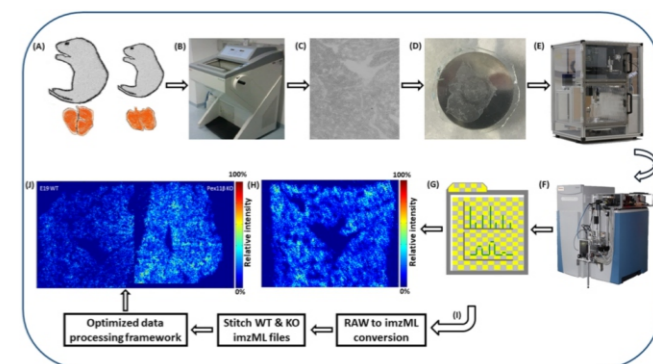 (A)
(B)
(C)
(D)
(E)
(J)
E19 WT
Pex11β KO
100%
Relative intensity
0%
(H)
100%
Relative intensity
0%
(G)
(F)
(I)
Optimized data
processing framework
Stitch WT & KO
imzML files
RAW to imzML
conversion